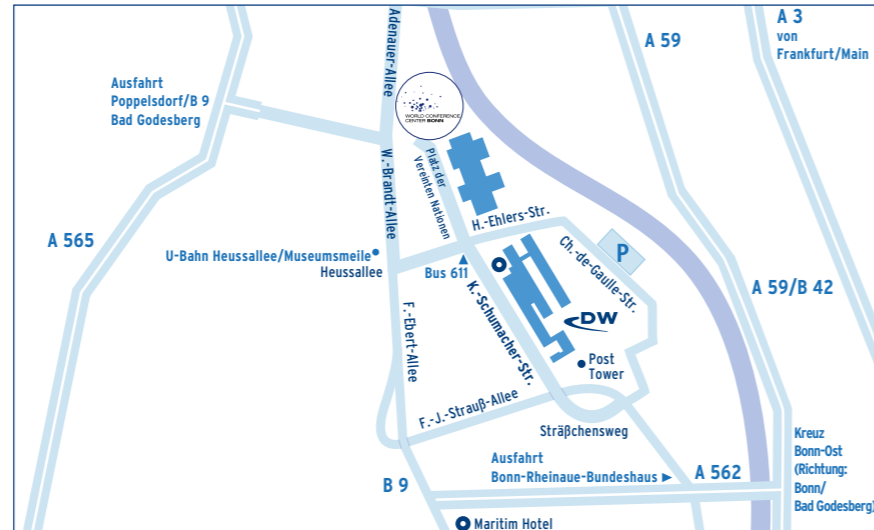 A 3
von
Frankfurt/Main
A 59
Adenauer-Allee
Ausfahrt
Poppelsdorf/B 9
Bad Godesberg
WORLD CONFERENCE
CENTER BONN
Platz der
Vereinten Nationen
W.-Brandt-Allee
H.-Ehlers-Str.
A 565
U-Bahn Heussallee/Museumsmeile
Heussallee
Bus 611
P
Ch.-de-Gaulle-Str.
A 59/B 42
K.-Schumacher-Str.
DW
F.-Ebert-Allee
Post
Tower
F.-J.-Strauß-Allee
Sträßchensweg
Kreuz
Bonn-Ost
(Richtung:
Bonn/
Bad Godesberg)
Ausfahrt
Bonn-Rheinaue-Bundeshaus
A 562
B 9
Maritim Hotel